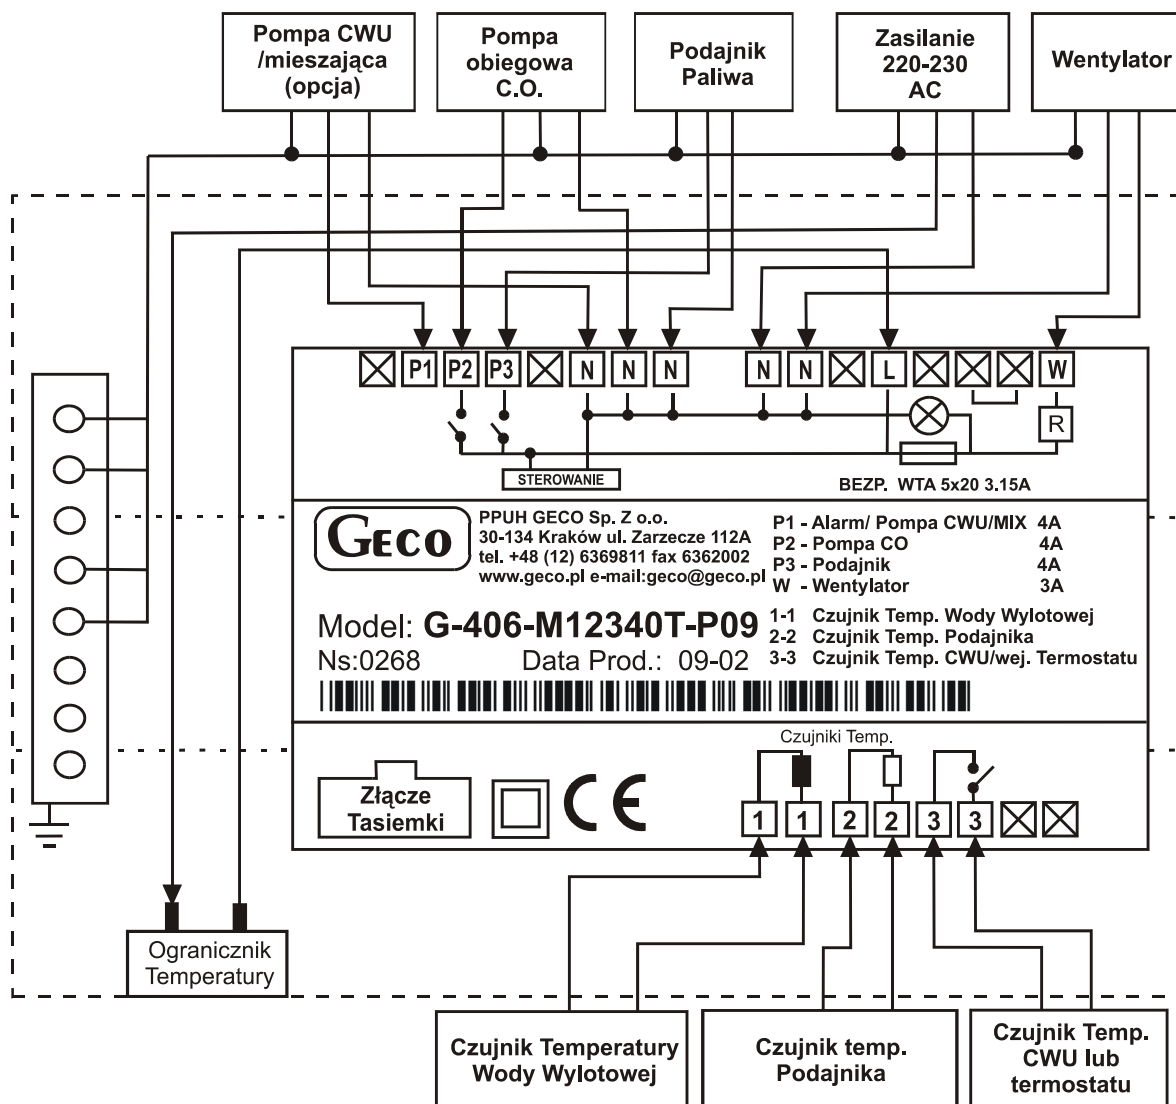 Pompa CWU
/mieszająca
(opcja)
Pompa
obiegowa
C.O.
Podajnik
Paliwa
Zasilanie
220-230
AC
Wentylator
P1 P2 P3 N N N N N L W
R
STEROWANIE
BEZP. WTA 5x20 3.15A
GECO
PPUH GECO Sp. Z o.o.
30-134 Kraków ul. Zarzecze 112A
tel. +48 (12) 6369811 fax 6362002
www.geco.pl e-mail:geco@geco.pl
P1 - Alarm/ Pompa CWU/MIX 4A
P2 - Pompa CO 4A
P3 - Podajnik 4A
W - Wentylator 3A
Model: G-406-M12340T-P09
Ns:0268 Data Prod.: 09-02
1-1 Czujnik Temp. Wody Wylotowej
2-2 Czujnik Temp. Podajnika
3-3 Czujnik Temp. CWU/wej. Termostatu
Czujniki Temp.
Złącze
Tasiemki
CE
1 1 2 2 3 3
Ogranicznik
Temperatury
Czujnik Temperatury
Wody Wylotowej
Czujnik temp.
Podajnika
Czujnik Temp.
CWU lub
termostatu